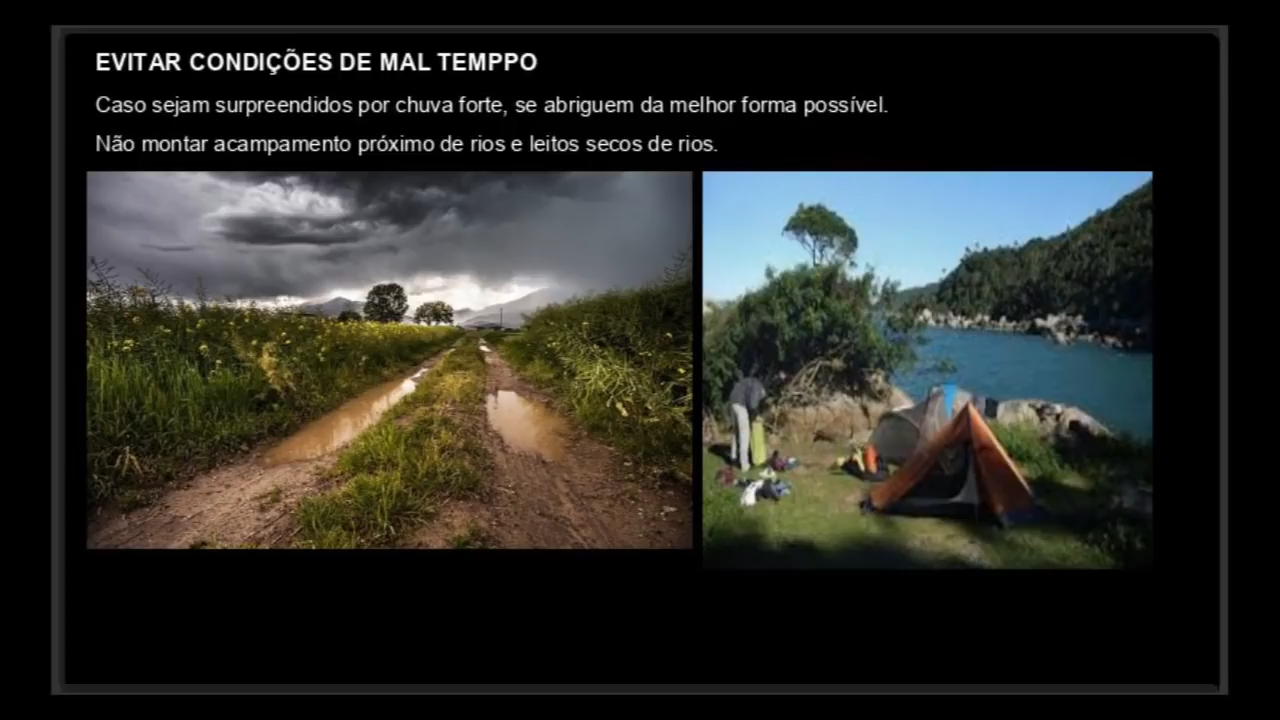 EVITAR CONDIÇÕES DE MAL TEMPPO
Caso sejam surpreendidos por chuva forte, se abriguem da melhor forma possível.
Não montar acampamento próximo de rios e leitos secos de rios.